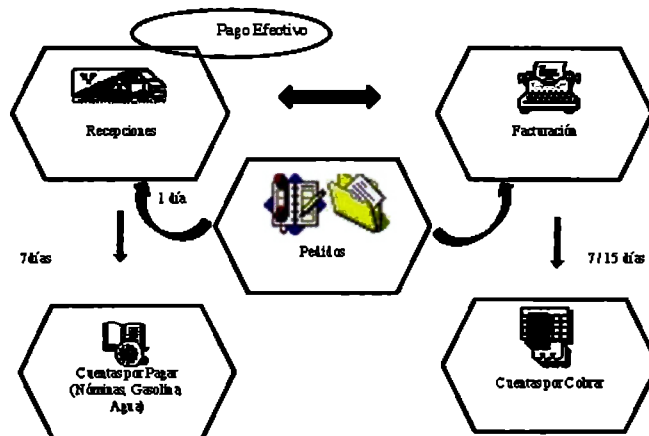 Pago Efectivo
Recepciones
Facturación
1 día
Pedidos
7días
7/15 días
Cuentas por Pagar
(Nóminas, Gasolina,
Agua)
Cuentas por Cobrar